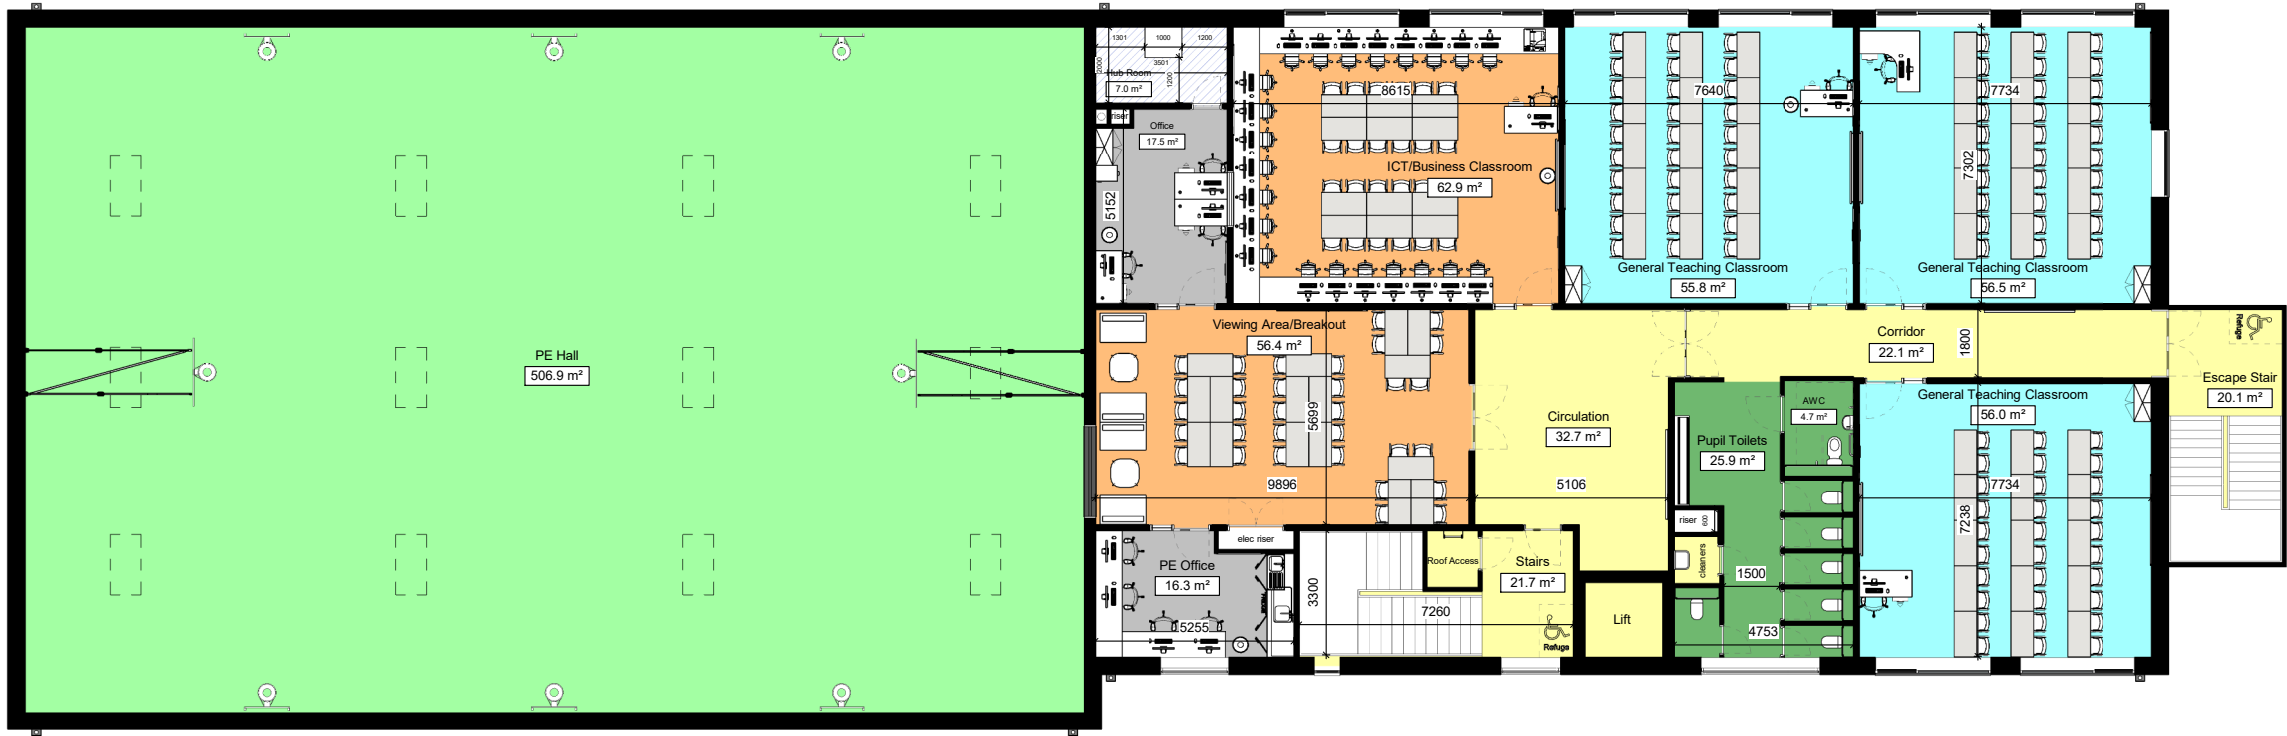 1301
1000
1200
2000
3501
1200
Hub Room
7.0 m²
riser
Office
17.5 m²
5152
8615
ICT/Business Classroom
62.9 m²
7640
General Teaching Classroom
55.8 m²
7734
7302
General Teaching Classroom
56.5 m²
PE Hall
506.9 m²
Viewing Area/Breakout
56.4 m²
5699
9896
Circulation
32.7 m²
5106
Corridor
22.1 m²
1800
Refuge
Escape Stair
20.1 m²
Pupil Toilets
25.9 m²
AWC
4.7 m²
General Teaching Classroom
56.0 m²
7734
7238
riser
600
cleaners
1500
4753
elec riser
PE Office
16.3 m²
5255
3300
7260
Roof Access
Stairs
21.7 m²
Refuge
Lift